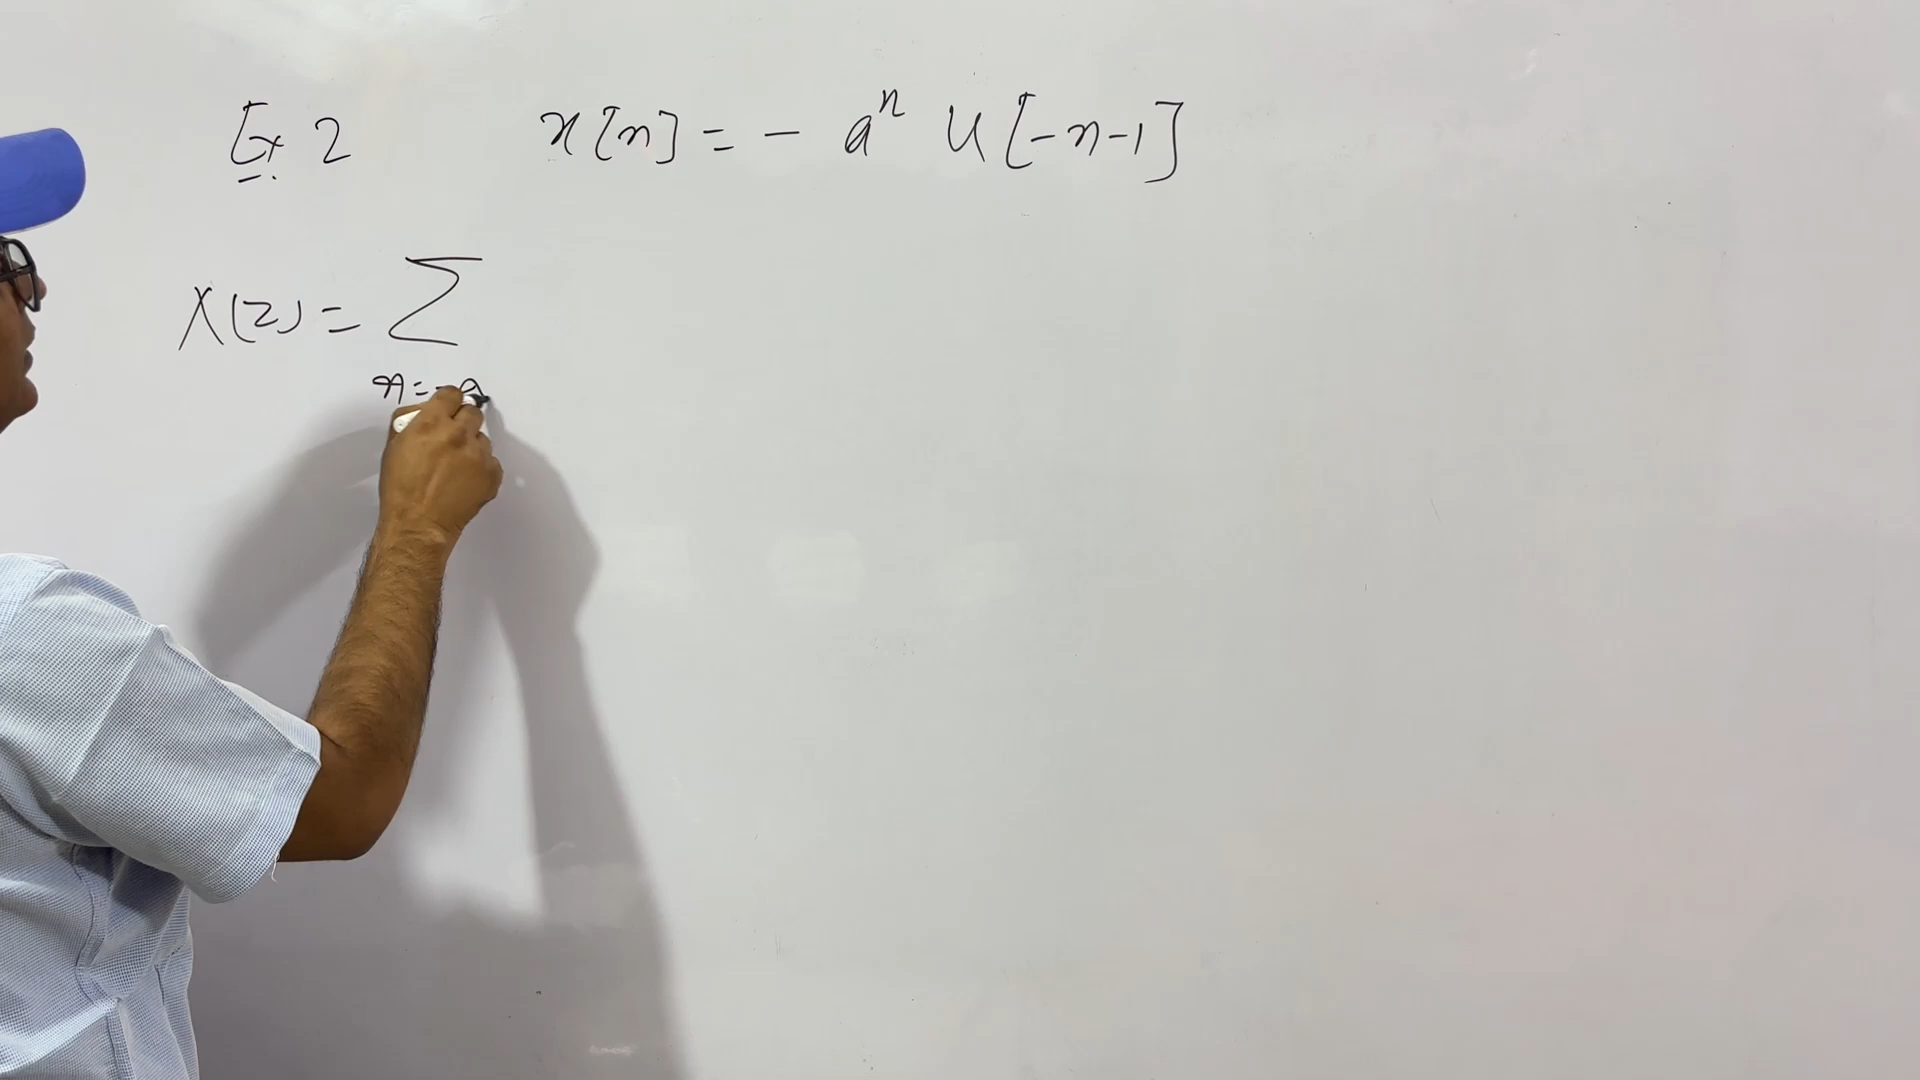 Ex 2 x[n] = - aⁿ u[-n-1]
X(z) = Σ
n = -